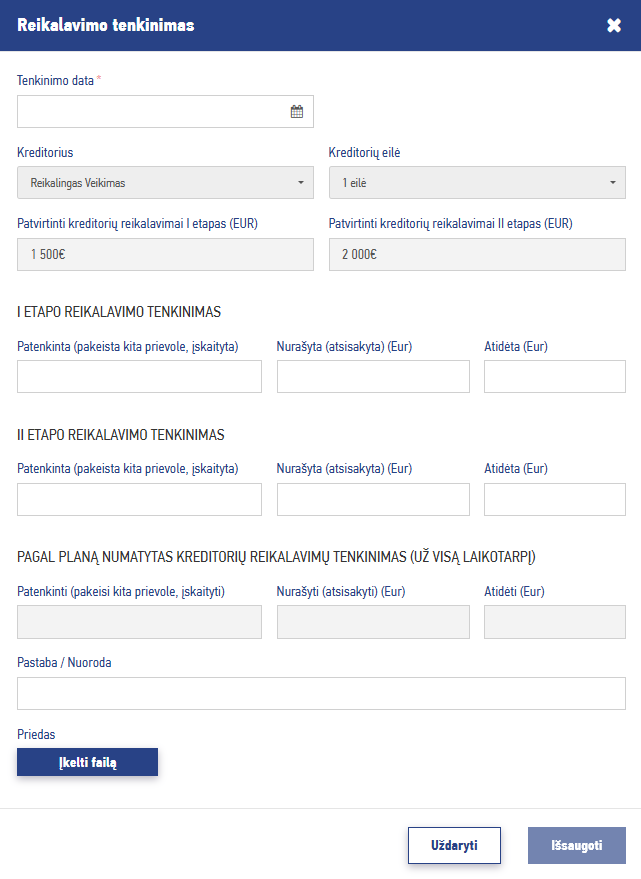 Reikalavimo tenkinimas
Tenkinimo data *
Kreditorius
Kreditorių eilė
Reikalingas Veikimas
1 eilė
Patvirtinti kreditorių reikalavimai I etapas (EUR)
Patvirtinti kreditorių reikalavimai II etapas (EUR)
1 500€
2 000€
I ETAPO REIKALAVIMO TENKINIMAS
Patenkinta (pakeista kita prievole, įskaityta)
Nurašyta (atsisakyta) (Eur)
Atidėta (Eur)
II ETAPO REIKALAVIMO TENKINIMAS
Patenkinta (pakeista kita prievole, įskaityta)
Nurašyta (atsisakyta) (Eur)
Atidėta (Eur)
PAGAL PLANĄ NUMATYTAS KREDITORIŲ REIKALAVIMŲ TENKINIMAS (UŽ VISĄ LAIKOTARPĮ)
Patenkinti (pakeisi kita prievole, įskaityti)
Nurašyti (atsisakyti) (Eur)
Atidėti (Eur)
Pastaba / Nuoroda
Priedas
Įkelti failą
Uždaryti
Išsaugoti